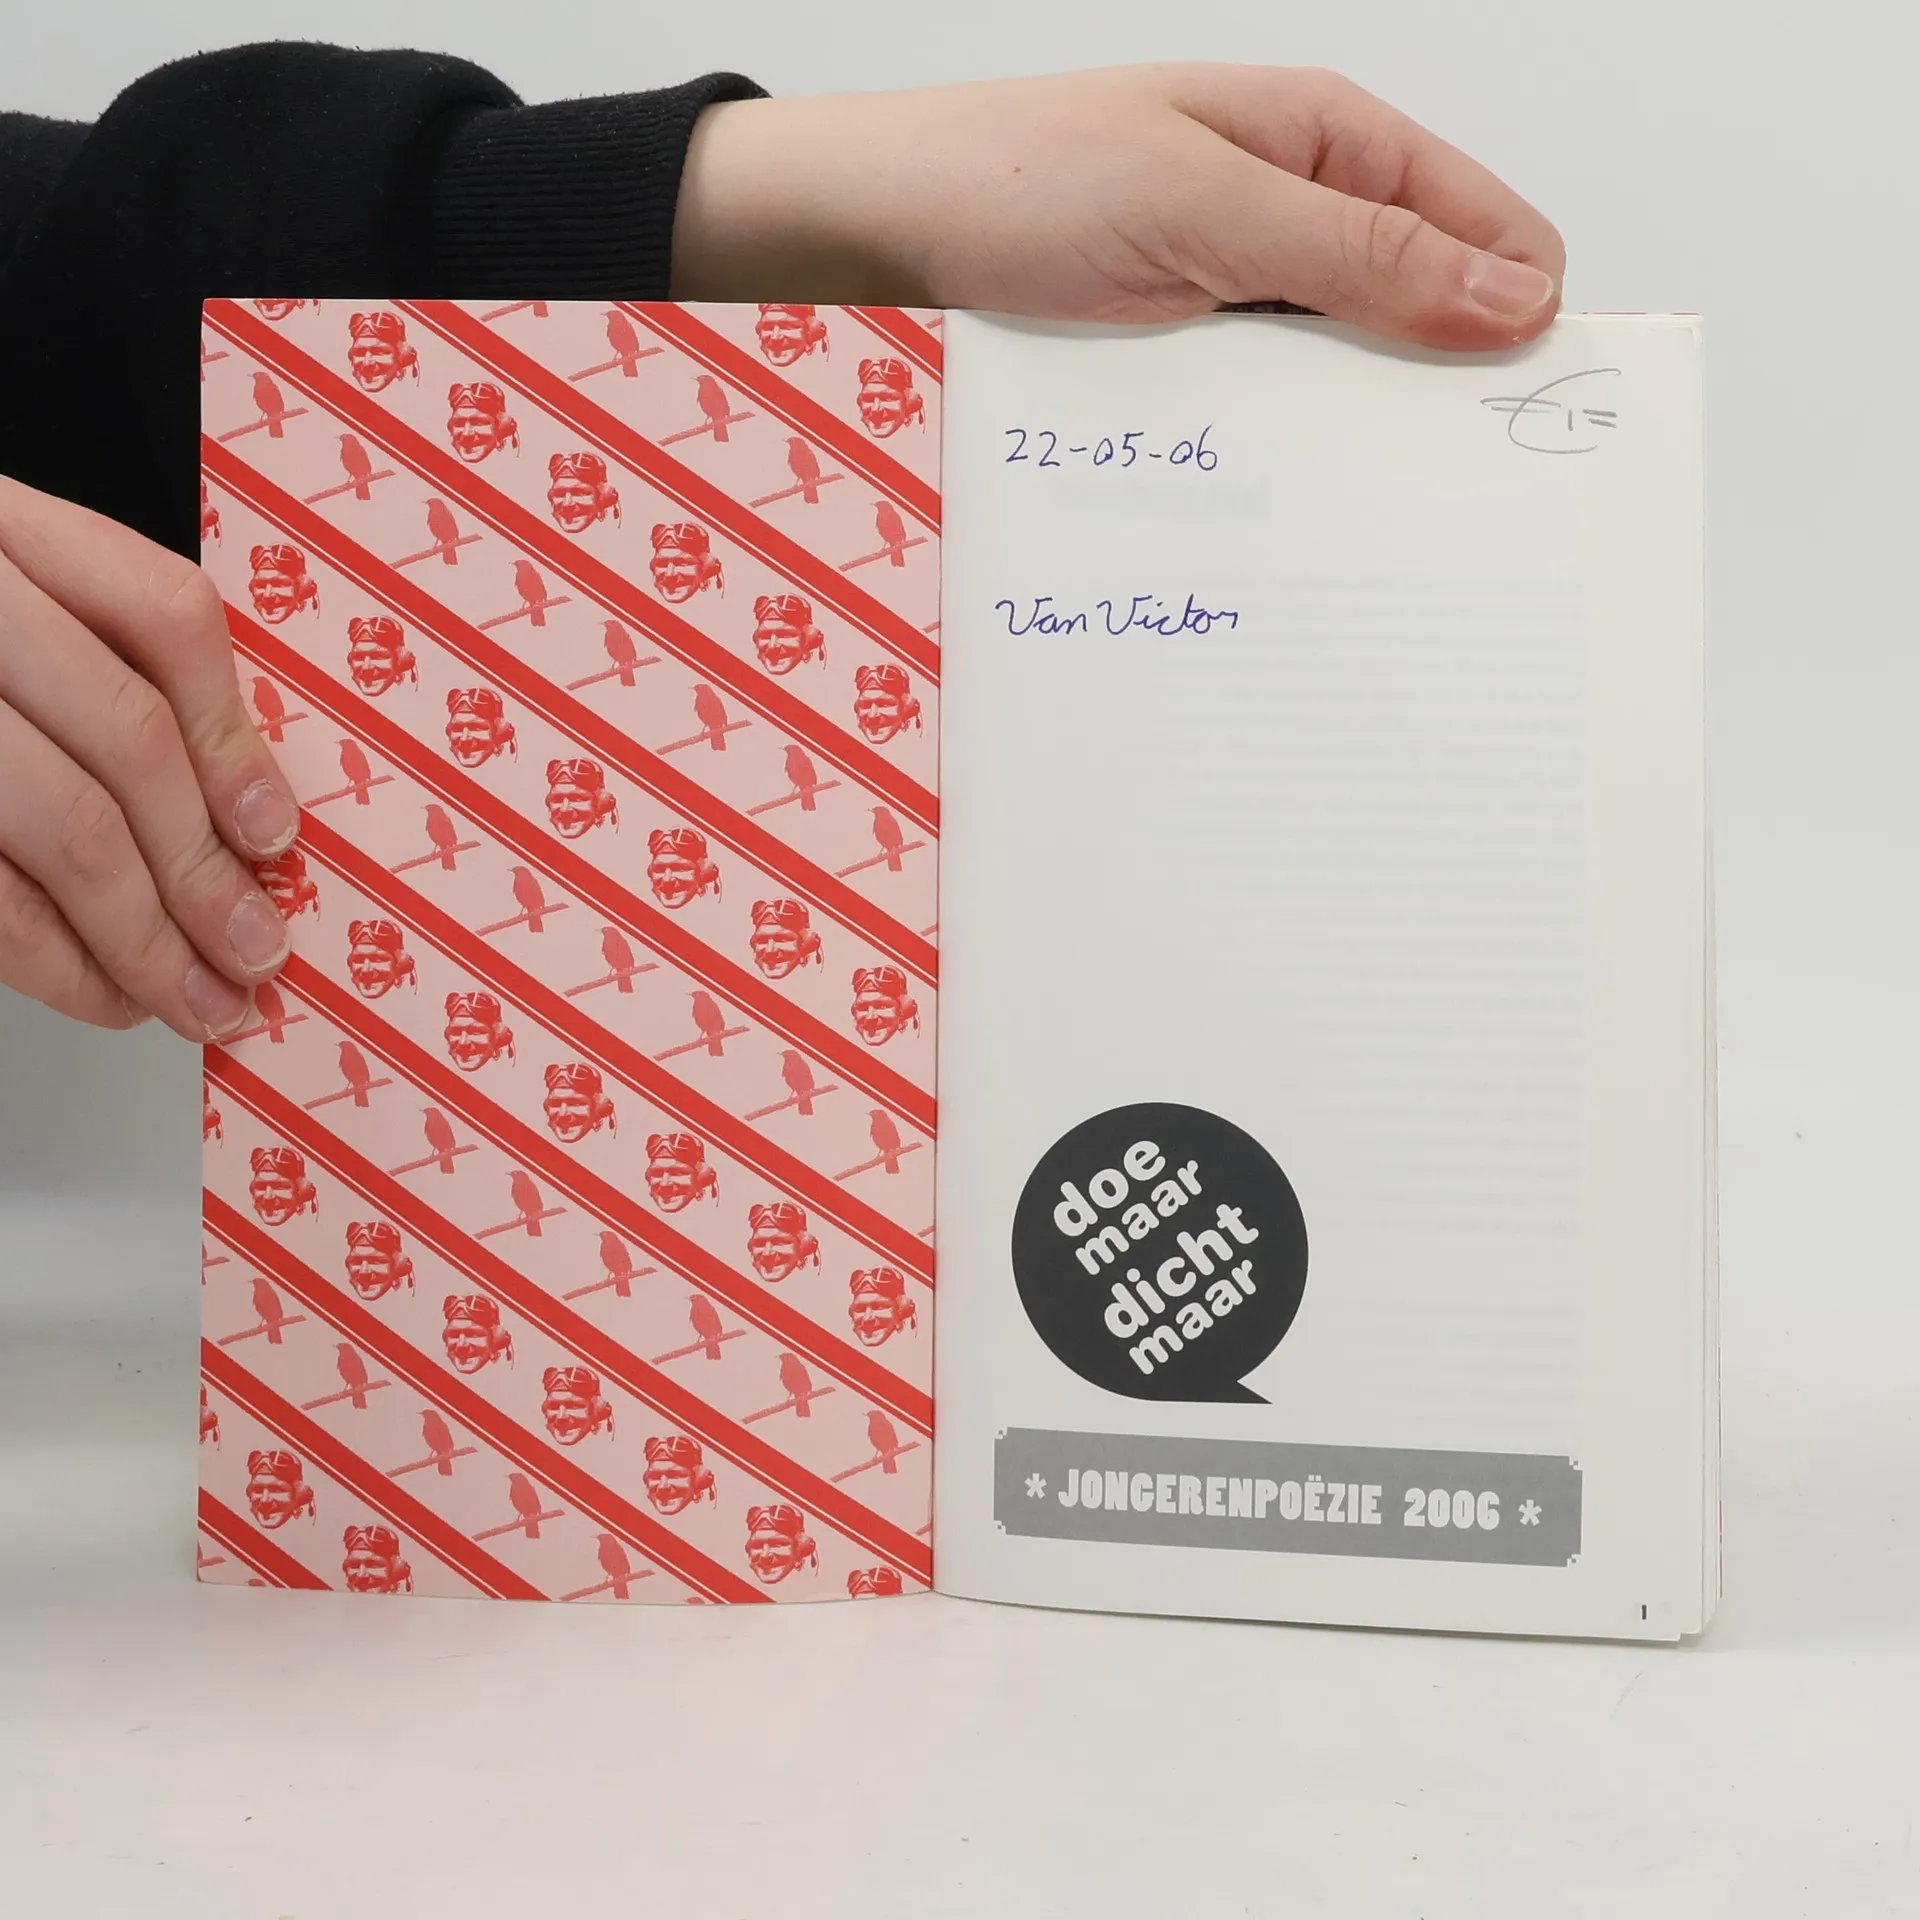 €1=
22-05-06
Van Victor
doe
maar
dicht
maar
* JONGERENPOËZIE 2006 *
1